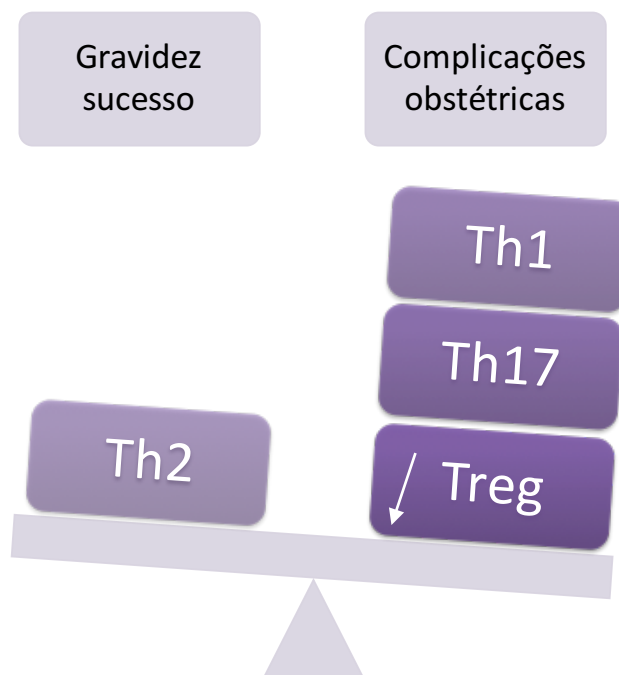 Gravidez
sucesso
Complicações
obstétricas
Th1
Th17
Th2
Treg